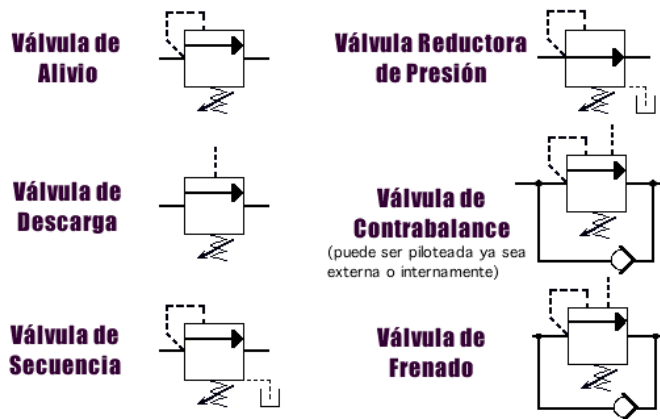 Válvula de
Alivio
Válvula Reductora
de Presión
Válvula de
Descarga
Válvula de
Contrabalance
(puede ser piloteada ya sea
externa o internamente)
Válvula de
Secuencia
Válvula de
Frenado